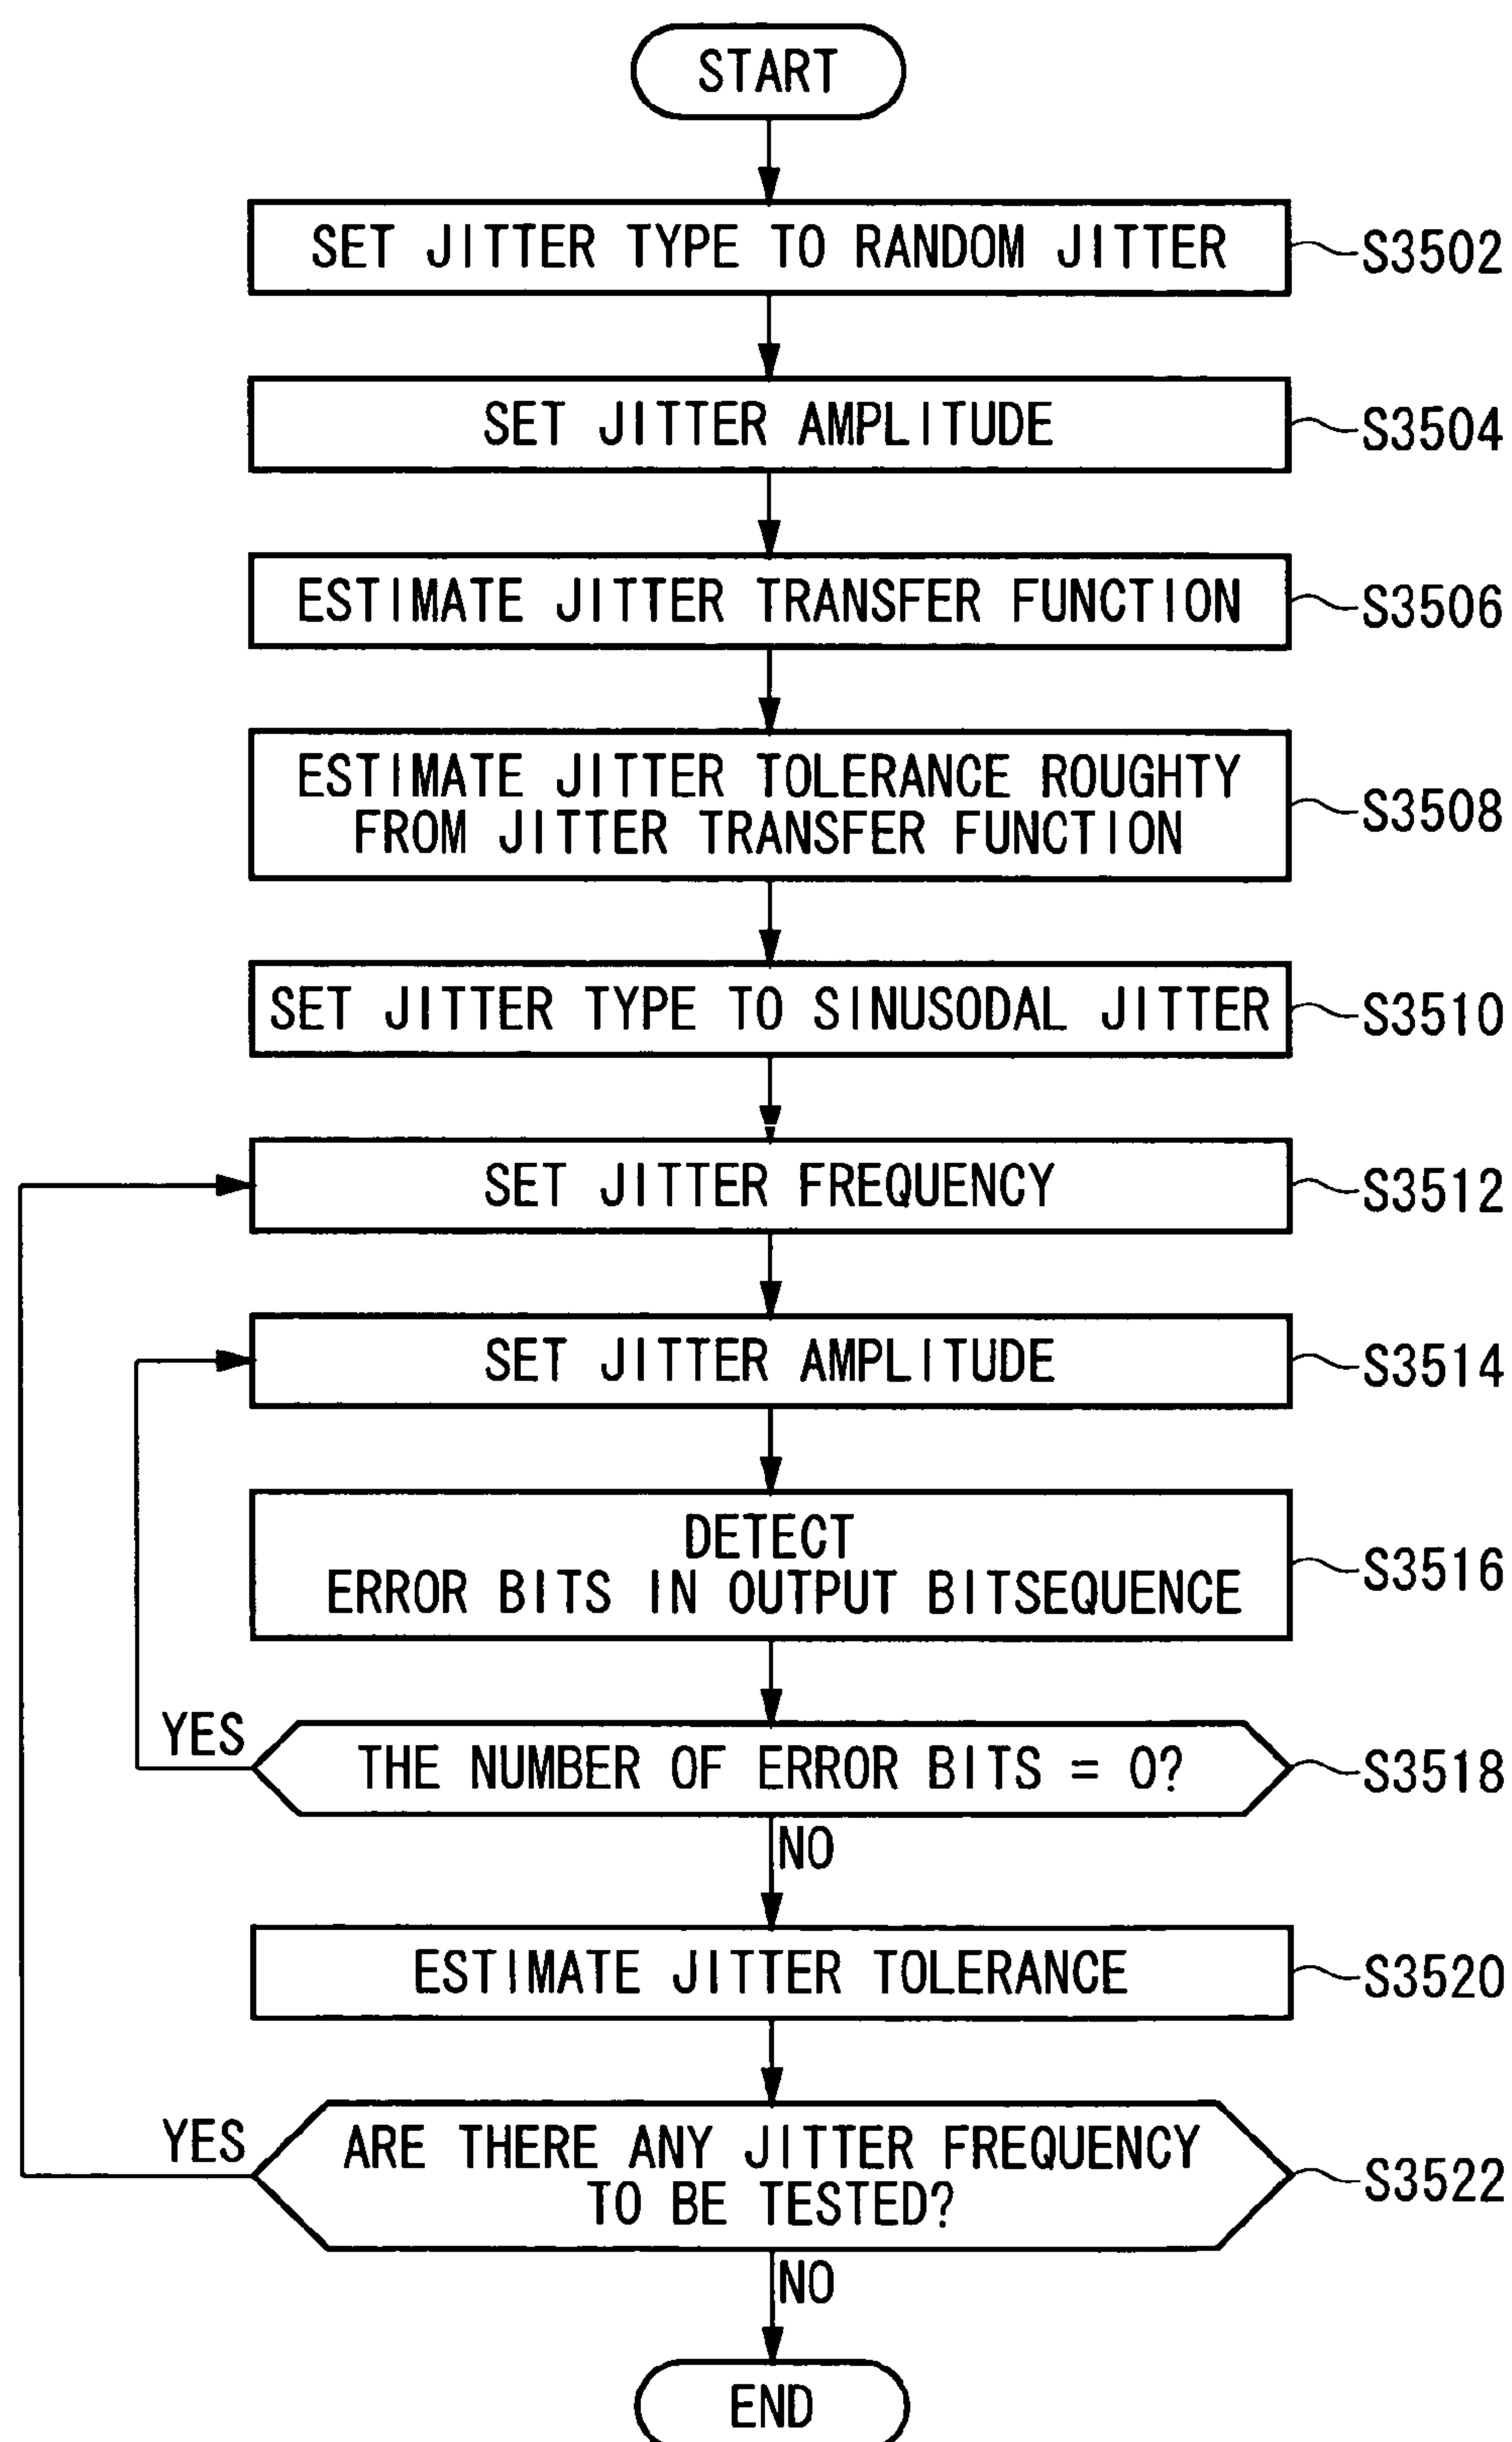 START
SET JITTER TYPE TO RANDOM JITTER
S3502
SET JITTER AMPLITUDE
S3504
ESTIMATE JITTER TRANSFER FUNCTION
S3506
ESTIMATE JITTER TOLERANCE ROUGHTY
FROM JITTER TRANSFER FUNCTION
S3508
SET JITTER TYPE TO SINUSODAL JITTER
S3510
SET JITTER FREQUENCY
S3512
SET JITTER AMPLITUDE
S3514
DETECT
ERROR BITS IN OUTPUT BITSEQUENCE
S3516
YES
THE NUMBER OF ERROR BITS = 0?
S3518
NO
ESTIMATE JITTER TOLERANCE
S3520
YES
ARE THERE ANY JITTER FREQUENCY
TO BE TESTED?
S3522
NO
END